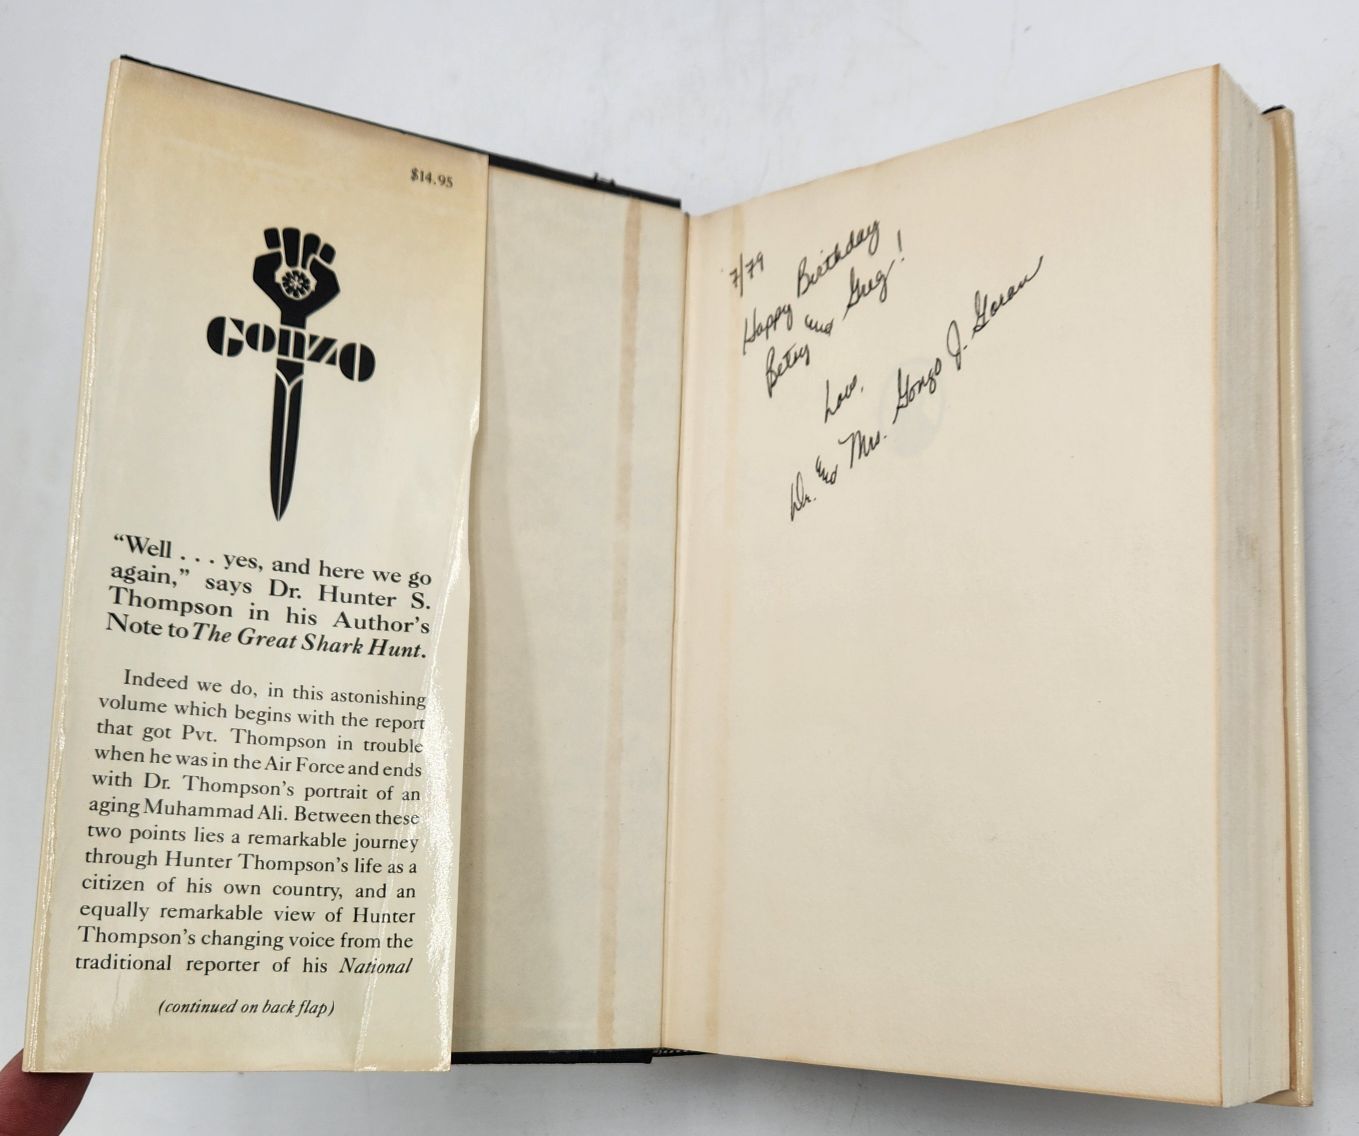 $14.95
GONZO
“Well . . . yes, and here we go
again,” says Dr. Hunter S.
Thompson in his Author’s
Note to The Great Shark Hunt.
Indeed we do, in this astonishing
volume which begins with the report
that got Pvt. Thompson in trouble
when he was in the Air Force and ends
with Dr. Thompson’s portrait of an
aging Muhammad Ali. Between these
two points lies a remarkable journey
through Hunter Thompson’s life as a
citizen of his own country, and an
equally remarkable view of Hunter
Thompson’s changing voice from the
traditional reporter of his National
(continued on back flap)
7/79
Happy Birthday
Betsy and Greg!
Love,
Dr. and Mrs. Gonzo J. Goran